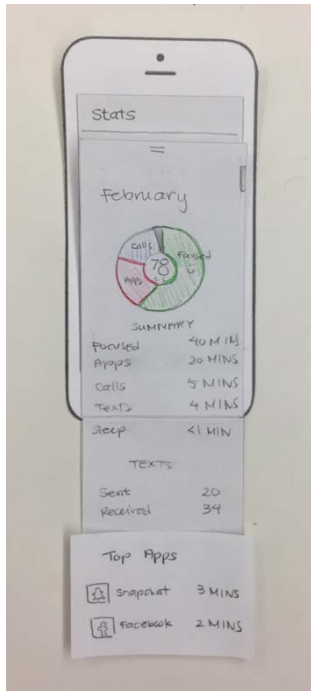 Stats
February
Calls
Focused
78
Apps
SUMMARY
Focused 40 MINS
Apps 20 MINS
Calls 5 MINS
Texts 4 MINS
Sleep <1 MIN
TEXTS
Sent 20
Received 34
Top Apps
Snapchat 3 MINS
f Facebook 2 MINS